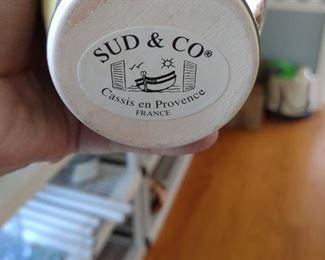 SUD & CO®
Cassis en Provence
FRANCE